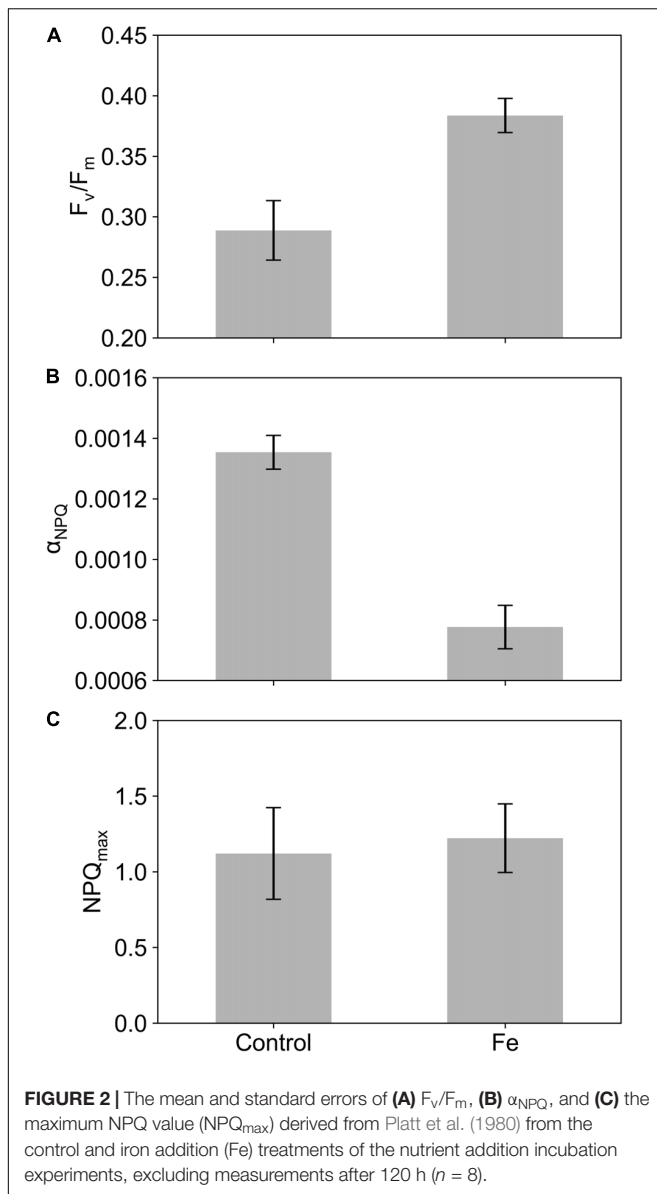 A
0.45
0.40
0.35
0.30
0.25
0.20
Fv/Fm
B
0.0016
0.0014
0.0012
0.0010
0.0008
0.0006
αNPQ
C
2.0
1.5
1.0
0.5
0.0
NPQmax
Control Fe
FIGURE 2 | The mean and standard errors of (A) Fv/Fm, (B) αNPQ, and (C) the
maximum NPQ value (NPQmax) derived from Platt et al. (1980) from the
control and iron addition (Fe) treatments of the nutrient addition incubation
experiments, excluding measurements after 120 h (n = 8).